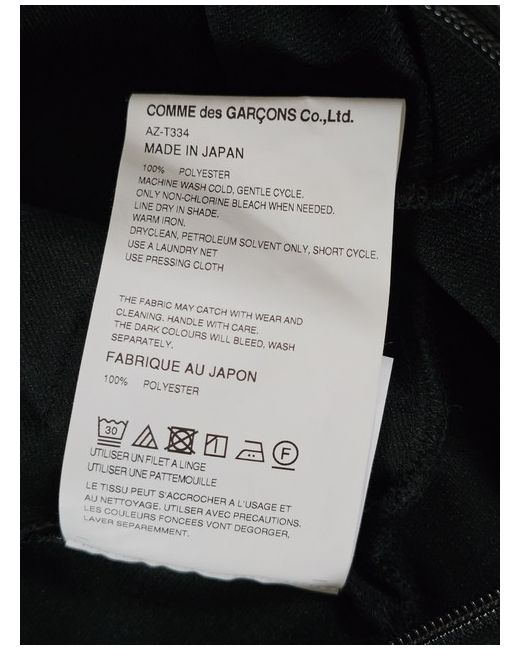 COMME des GARÇONS Co.,Ltd.
AZ-T334
MADE IN JAPAN
100% POLYESTER
MACHINE WASH COLD, GENTLE CYCLE.
ONLY NON-CHLORINE BLEACH WHEN NEEDED.
LINE DRY IN SHADE.
WARM IRON.
DRYCLEAN, PETROLEUM SOLVENT ONLY, SHORT CYCLE.
USE A LAUNDRY NET
USE PRESSING CLOTH
THE FABRIC MAY CATCH WITH WEAR AND
CLEANING. HANDLE WITH CARE.
THE DARK COLOURS WILL BLEED, WASH
SEPARATELY.
FABRIQUE AU JAPON
100% POLYESTER
30 F
UTILISER UN FILET A LINGE
UTILISER UNE PATTEMOUILLE
LE TISSU PEUT S'ACCROCHER A L'USAGE ET
AU NETTOYAGE. UTILSER AVEC PRECAUTIONS.
LES COULEURS FONCEES VONT DEGORGER,
LAVER SEPAREMMENT.